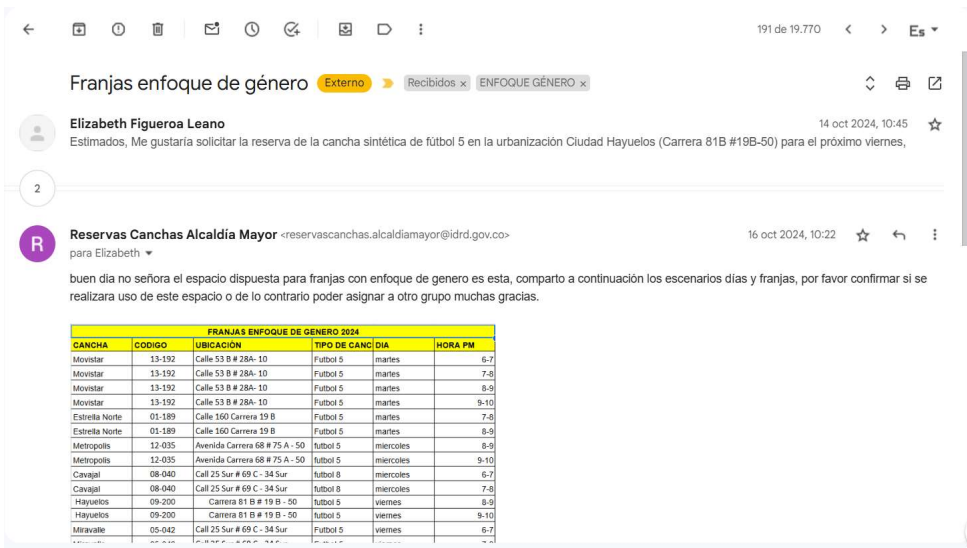 191 de 19.770
Es
Franjas enfoque de género Externo Recibidos × ENFOQUE GÉNERO ×
Elizabeth Figueroa Leano 14 oct 2024, 10:45
Estimados, Me gustaría solicitar la reserva de la cancha sintética de fútbol 5 en la urbanización Ciudad Hayuelos (Carrera 81B #19B-50) para el próximo viernes,
2
R
Reservas Canchas Alcaldía Mayor <reservascanchas.alcaldiamayor@idrd.gov.co> 16 oct 2024, 10:22
para Elizabeth
buen dia no señora el espacio dispuesta para franjas con enfoque de genero es esta, comparto a continuación los escenarios días y franjas, por favor confirmar si se
realizara uso de este espacio o de lo contrario poder asignar a otro grupo muchas gracias.
FRANJAS ENFOQUE DE GENERO 2024
CANCHA CODIGO UBICACIÓN TIPO DE CANC DIA HORA PM
Movistar 13-192 Calle 53 B # 28A- 10 Futbol 5 martes 6-7
Movistar 13-192 Calle 53 B # 28A- 10 Futbol 5 martes 7-8
Movistar 13-192 Calle 53 B # 28A- 10 Futbol 5 martes 8-9
Movistar 13-192 Calle 53 B # 28A- 10 Futbol 5 martes 9-10
Estrella Norte 01-189 Calle 160 Carrera 19 B Futbol 5 martes 7-8
Estrella Norte 01-189 Calle 160 Carrera 19 B Futbol 5 martes 8-9
Metropolis 12-035 Avenida Carrera 68 # 75 A - 50 futbol 5 miercoles 8-9
Metropolis 12-035 Avenida Carrera 68 # 75 A - 50 futbol 5 miercoles 9-10
Cavajal 08-040 Call 25 Sur # 69 C - 34 Sur futbol 8 miercoles 6-7
Cavajal 08-040 Call 25 Sur # 69 C - 34 Sur futbol 8 miercoles 7-8
Hayuelos 09-200 Carrera 81 B # 19 B - 50 futbol 5 viernes 8-9
Hayuelos 09-200 Carrera 81 B # 19 B - 50 futbol 5 viernes 9-10
Miravalle 05-042 Call 25 Sur # 69 C - 34 Sur Futbol 5 viernes 6-7